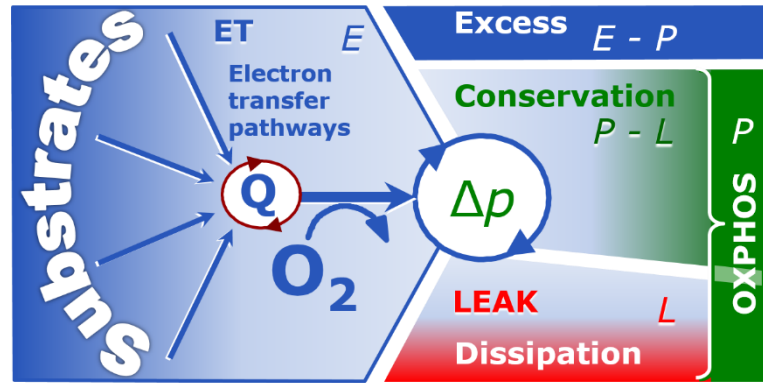 Substrates
ET
E
Electron
transfer
pathways
Q
O2
Δp
Excess E - P
Conservation
P - L
LEAK
L
Dissipation
P
OXPHOS